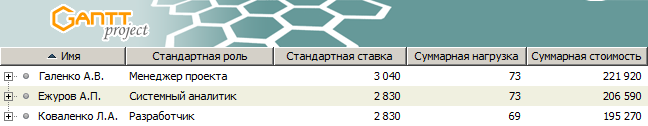 GANTT
project
Имя Стандартная роль Стандартная ставка Суммарная нагрузка Суммарная стоимость
Галенко А.В. Менеджер проекта 3 040 73 221 920
Ежуров А.П. Системный аналитик 2 830 73 206 590
Коваленко Л.А. Разработчик 2 830 69 195 270